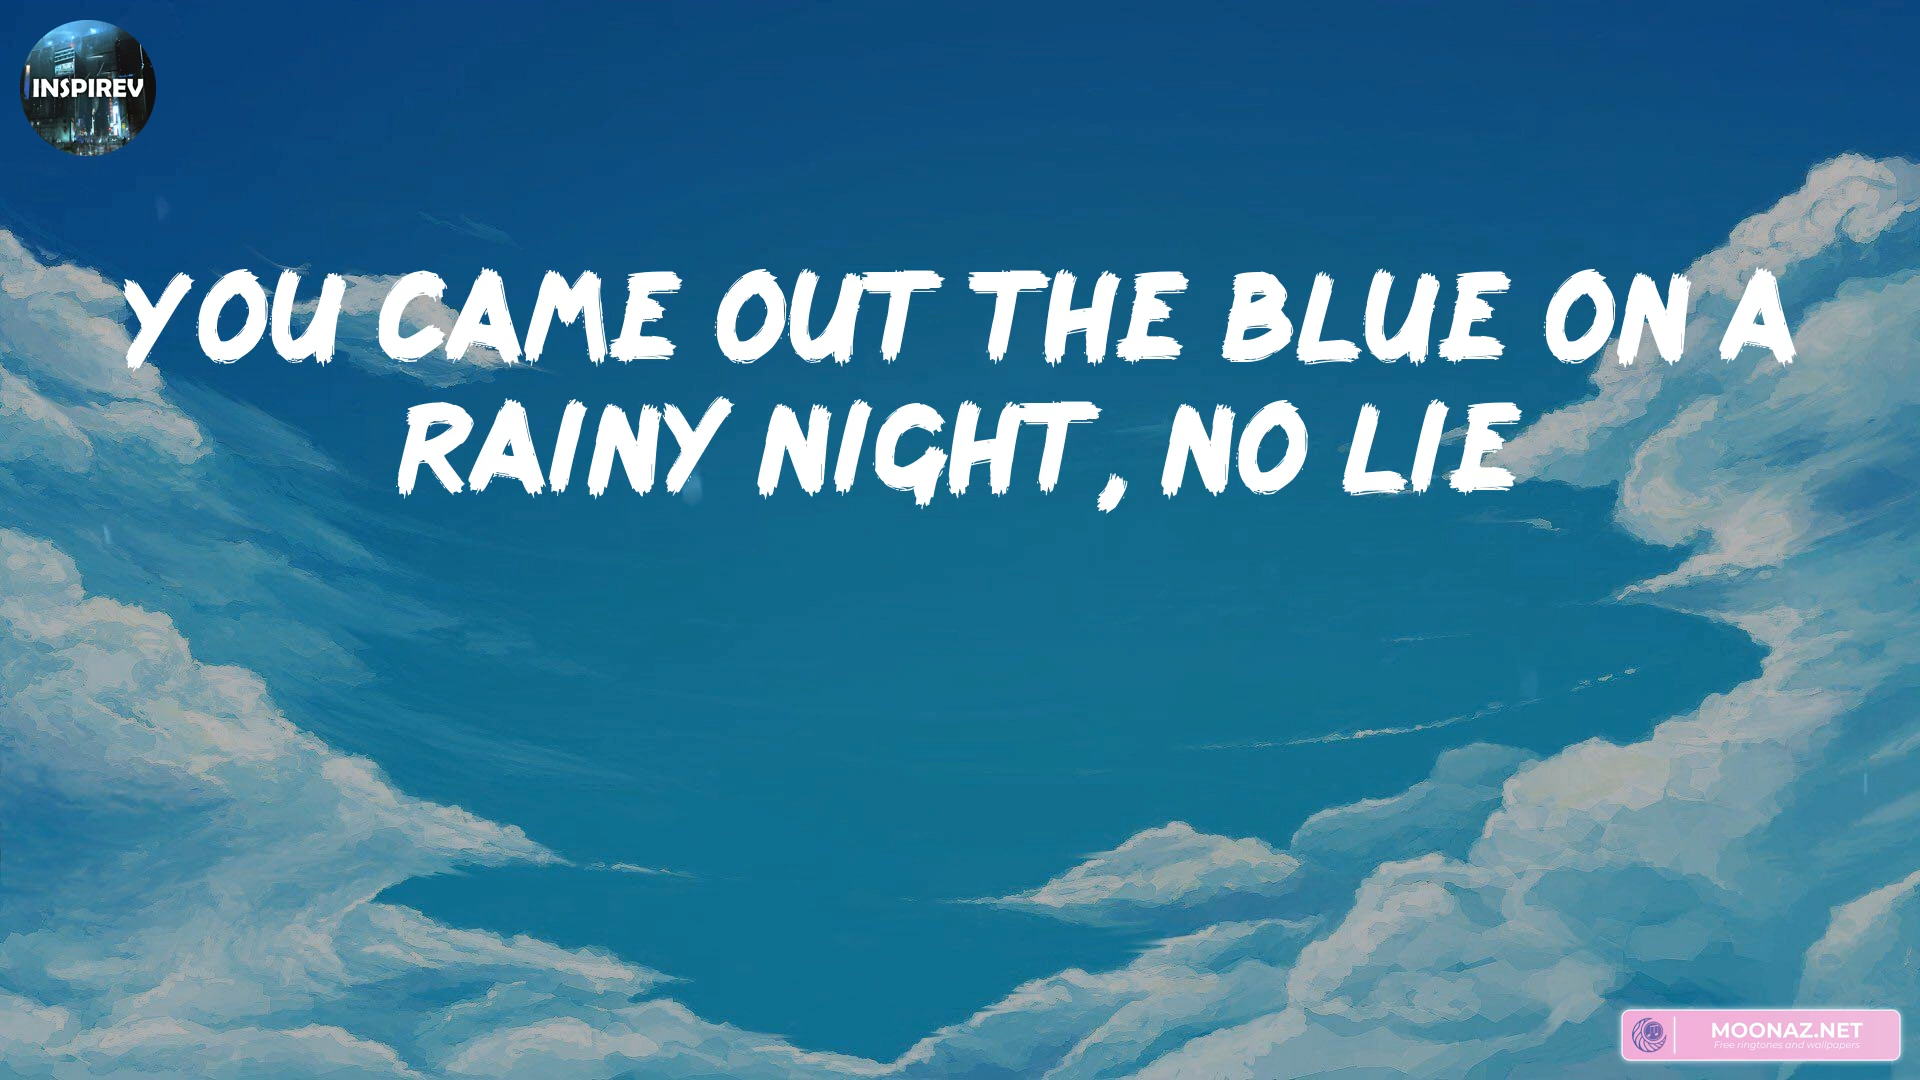 INSPIREV
YOU CAME OUT THE BLUE ON A
RAINY NIGHT, NO LIE
MOONAZ.NET
Free ringtones and wallpapers